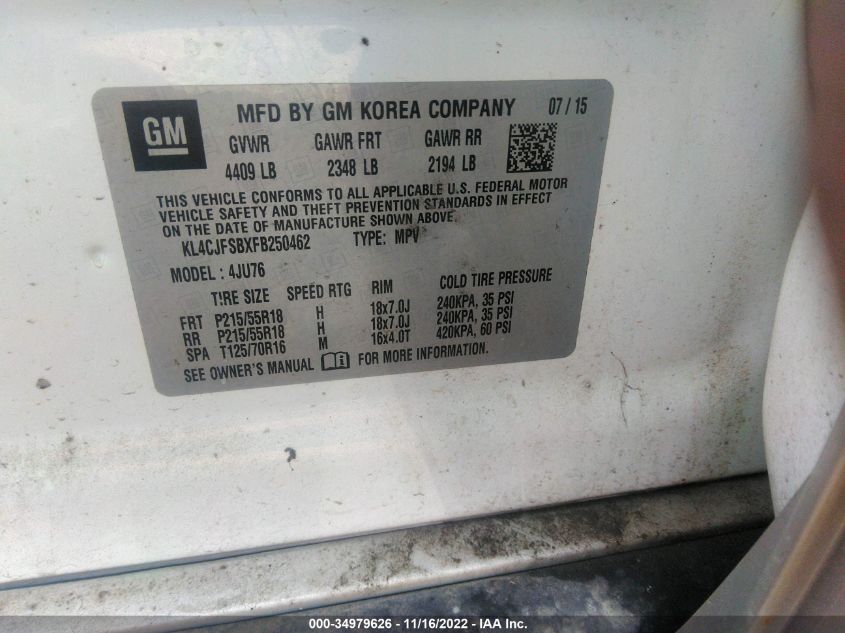 GM
MFD BY GM KOREA COMPANY 07/15
GVWR GAWR FRT GAWR RR
4409 LB 2348 LB 2194 LB
THIS VEHICLE CONFORMS TO ALL APPLICABLE U.S. FEDERAL MOTOR
VEHICLE SAFETY AND THEFT PREVENTION STANDARDS IN EFFECT
ON THE DATE OF MANUFACTURE SHOWN ABOVE.
KL4CJFSBXFB250462 TYPE: MPV
MODEL: 4JU76
TIRE SIZE SPEED RTG RIM COLD TIRE PRESSURE
FRT P215/55R18 H 18x7.0J 240KPA, 35 PSI
RR P215/55R18 H 18x7.0J 240KPA, 35 PSI
SPA T125/70R16 M 16x4.0T 420KPA, 60 PSI
SEE OWNER'S MANUAL FOR MORE INFORMATION.
000-34979626 - 11/16/2022 - IAA Inc.